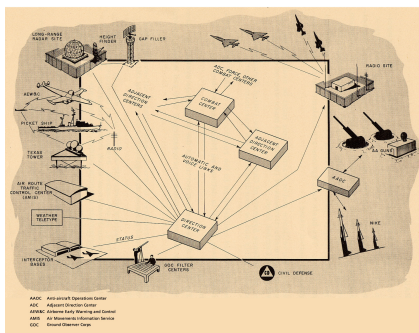 LONG-RANGE
RADAR SITE
HEIGHT
FINDER
GAP FILLER
AEW&C
PICKET SHIP
TEXAS
TOWER
AIR ROUTE
TRAFFIC
CONTROL CENTER
(AMIS)
WEATHER
TELETYPE
INTERCEPTOR
BASES
ADJACENT
DIRECTION
CENTERS
RADIO
STATUS
GOC FILTER
CENTERS
ADC FORCE, OTHER
COMBAT CENTERS
COMBAT
CENTER
ADJACENT
DIRECTION
CENTER
AUTOMATIC AND
VOICE LINKS
DIRECTION
CENTER
CD
CIVIL DEFENSE
RADIO SITE
AA GUNS
AAOC
NIKE
AAOC Anti-aircraft Operations Center
ADC Adjacent Direction Center
AEW&C Airborne Early Warning and Control
AMIS Air Movements Information Service
GOC Ground Observer Corps